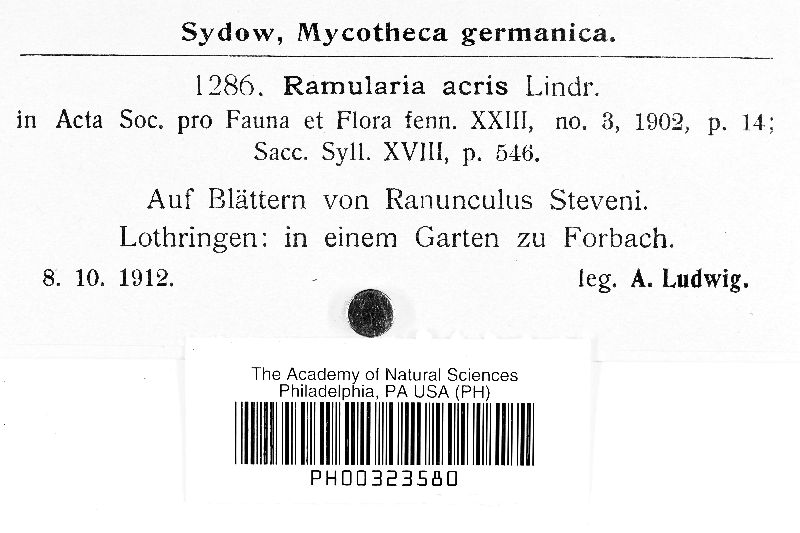 Sydow, Mycotheca germanica.
1286. Ramularia acris Lindr.
in Acta Soc. pro Fauna et Flora fenn. XXIII, no. 3, 1902, p. 14;
Sacc. Syll. XVIII, p. 546.
Auf Blättern von Ranunculus Steveni.
Lothringen: in einem Garten zu Forbach.
8. 10. 1912. leg. A. Ludwig.
The Academy of Natural Sciences
Philadelphia, PA USA (PH)
PH00323580